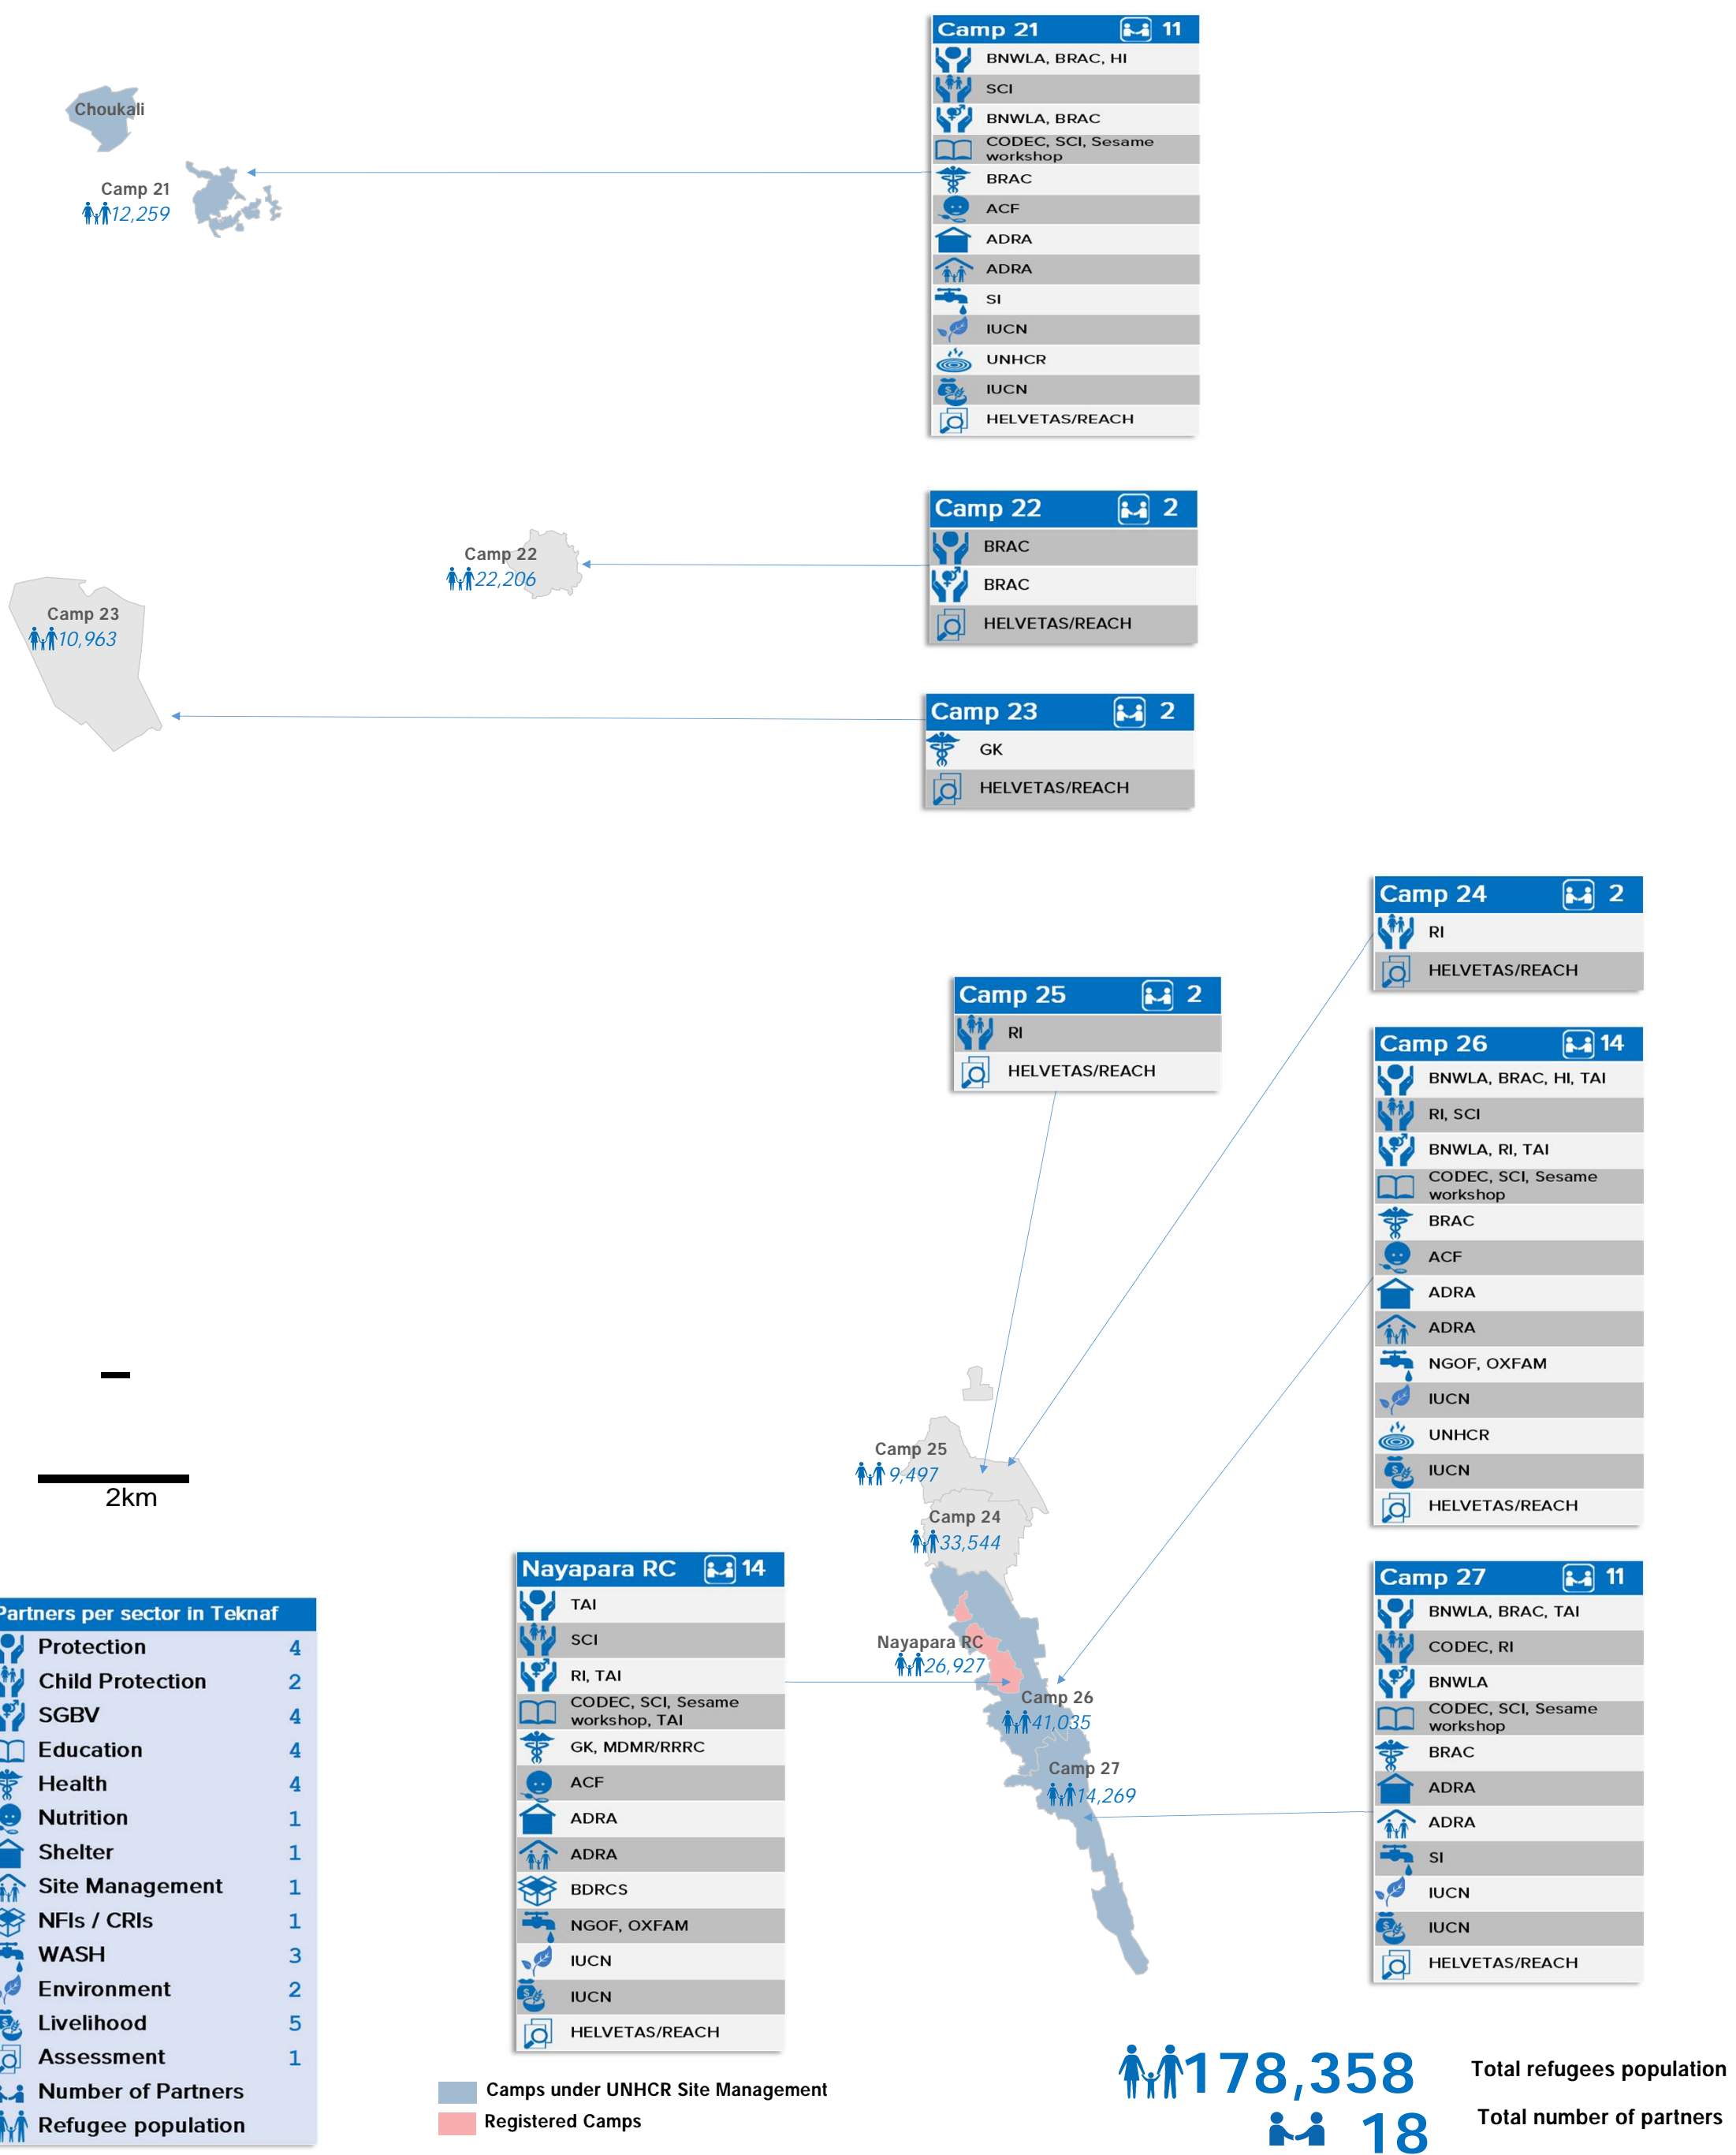 Camp 21 11
BNWLA, BRAC, HI
SCI
BNWLA, BRAC
CODEC, SCI, Sesame
workshop
BRAC
ACF
ADRA
ADRA
SI
IUCN
UNHCR
IUCN
HELVETAS/REACH
Choukali
Camp 21
12,259
Camp 22 2
BRAC
BRAC
HELVETAS/REACH
Camp 22
22,206
Camp 23
10,963
Camp 23 2
GK
HELVETAS/REACH
Camp 24 2
RI
HELVETAS/REACH
Camp 25 2
RI
HELVETAS/REACH
Camp 26 14
BNWLA, BRAC, HI, TAI
RI, SCI
BNWLA, RI, TAI
CODEC, SCI, Sesame
workshop
BRAC
ACF
ADRA
ADRA
NGOF, OXFAM
IUCN
UNHCR
IUCN
HELVETAS/REACH
Camp 25
9,497
Camp 24
33,544
2km
Nayapara RC
26,927
Camp 26
41,035
Camp 27
14,269
Nayapara RC 14
TAI
SCI
RI, TAI
CODEC, SCI, Sesame
workshop, TAI
GK, MDMR/RRRC
ACF
ADRA
ADRA
BDRCS
NGOF, OXFAM
IUCN
IUCN
HELVETAS/REACH
Camp 27 11
BNWLA, BRAC, TAI
CODEC, RI
BNWLA
CODEC, SCI, Sesame
workshop
BRAC
ADRA
ADRA
SI
IUCN
IUCN
HELVETAS/REACH
Partners per sector in Teknaf
Protection 4
Child Protection 2
SGBV 4
Education 4
Health 4
Nutrition 1
Shelter 1
Site Management 1
NFIs / CRIs 1
WASH 3
Environment 2
Livelihood 5
Assessment 1
Number of Partners
Refugee population
Camps under UNHCR Site Management
Registered Camps
178,358 Total refugees population
18 Total number of partners